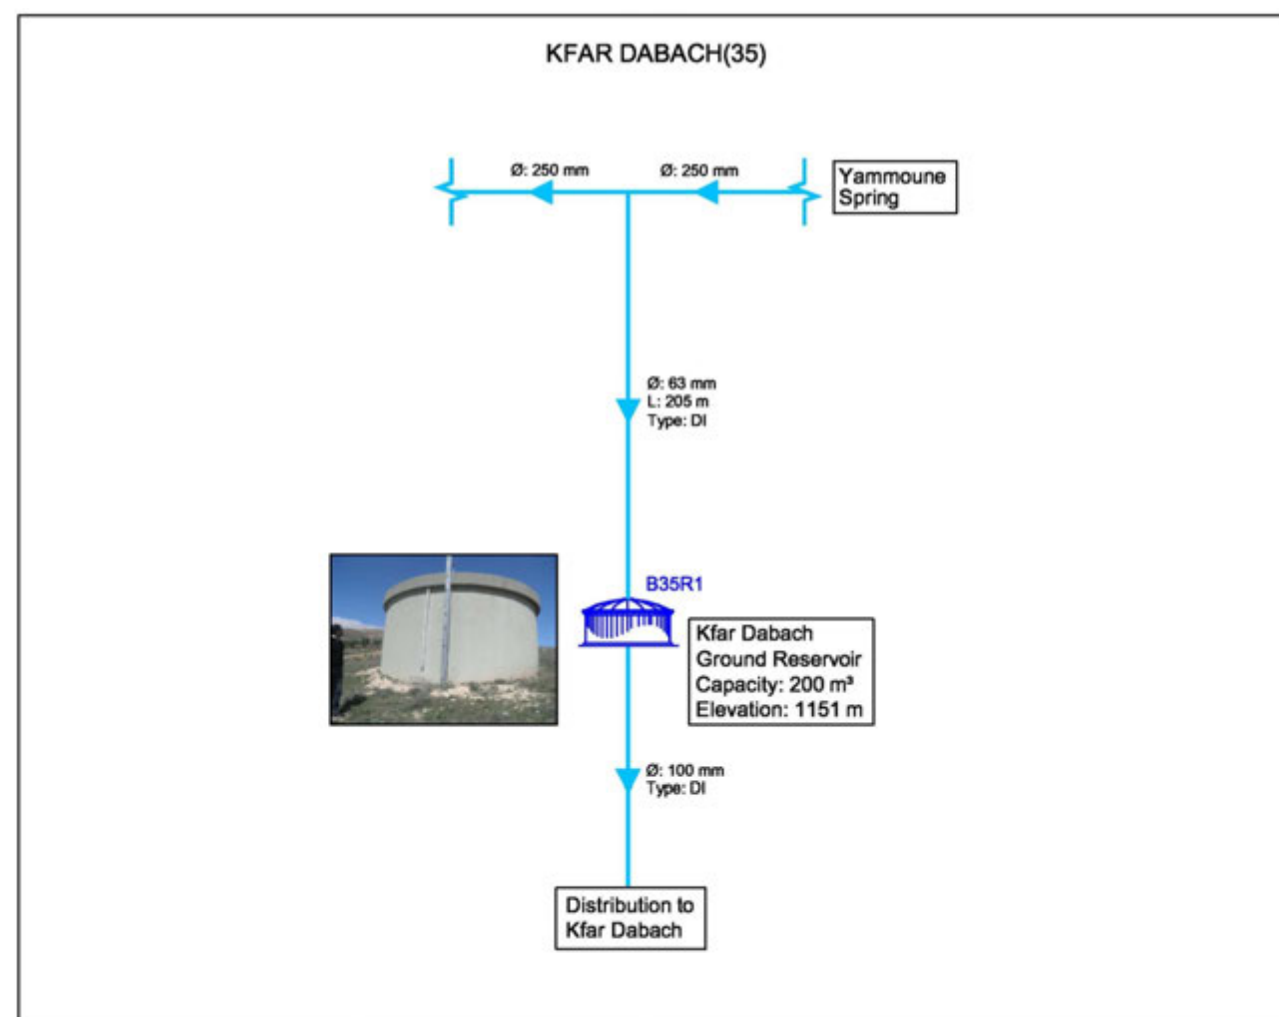 KFAR DABACH(35)
Ø: 250 mm
Ø: 250 mm
Yammoune
Spring
Ø: 63 mm
L: 205 m
Type: DI
B35R1
Kfar Dabach
Ground Reservoir
Capacity: 200 m³
Elevation: 1151 m
Ø: 100 mm
Type: DI
Distribution to
Kfar Dabach